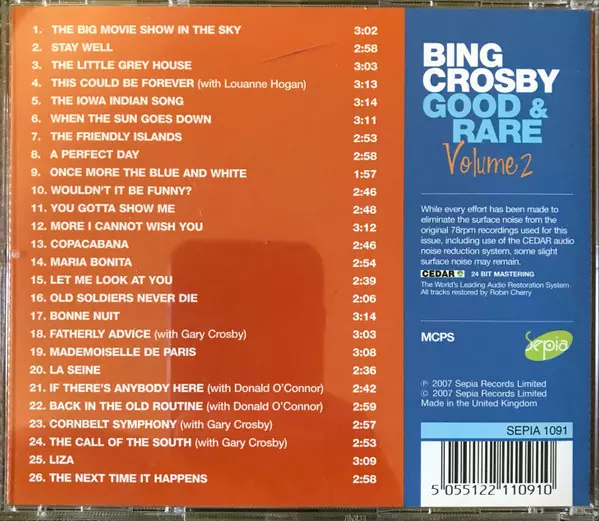 1. THE BIG MOVIE SHOW IN THE SKY 3:02
2. STAY WELL 2:58
3. THE LITTLE GREY HOUSE 3:03
4. THIS COULD BE FOREVER (with Louanne Hogan) 3:13
5. THE IOWA INDIAN SONG 3:14
6. WHEN THE SUN GOES DOWN 3:11
7. THE FRIENDLY ISLANDS 2:53
8. A PERFECT DAY 2:58
9. ONCE MORE THE BLUE AND WHITE 1:57
10. WOULDN'T IT BE FUNNY? 2:46
11. YOU GOTTA SHOW ME 2:48
12. MORE I CANNOT WISH YOU 3:12
13. COPACABANA 2:46
14. MARIA BONITA 2:54
15. LET ME LOOK AT YOU 2:39
16. OLD SOLDIERS NEVER DIE 2:06
17. BONNE NUIT 3:14
18. FATHERLY ADVICE (with Gary Crosby) 3:03
19. MADEMOISELLE DE PARIS 3:08
20. LA SEINE 2:36
21. IF THERE'S ANYBODY HERE (with Donald O'Connor) 2:42
22. BACK IN THE OLD ROUTINE (with Donald O'Connor) 2:59
23. CORNBELT SYMPHONY (with Gary Crosby) 2:57
24. THE CALL OF THE SOUTH (with Gary Crosby) 2:53
25. LIZA 3:09
26. THE NEXT TIME IT HAPPENS 2:58
BING
CROSBY
GOOD &
RARE
Volume 2
While every effort has been made to
eliminate the surface noise from the
original 78rpm recordings used for this
issue, including use of the CEDAR audio
noise reduction system, some slight
surface noise may remain.
CEDAR 24 BIT MASTERING
The World's Leading Audio Restoration System
All tracks restored by Robin Cherry
MCPS
Sepia
℗ 2007 Sepia Records Limited
© 2007 Sepia Records Limited
Made in the United Kingdom
SEPIA 1091
5 055122 110910